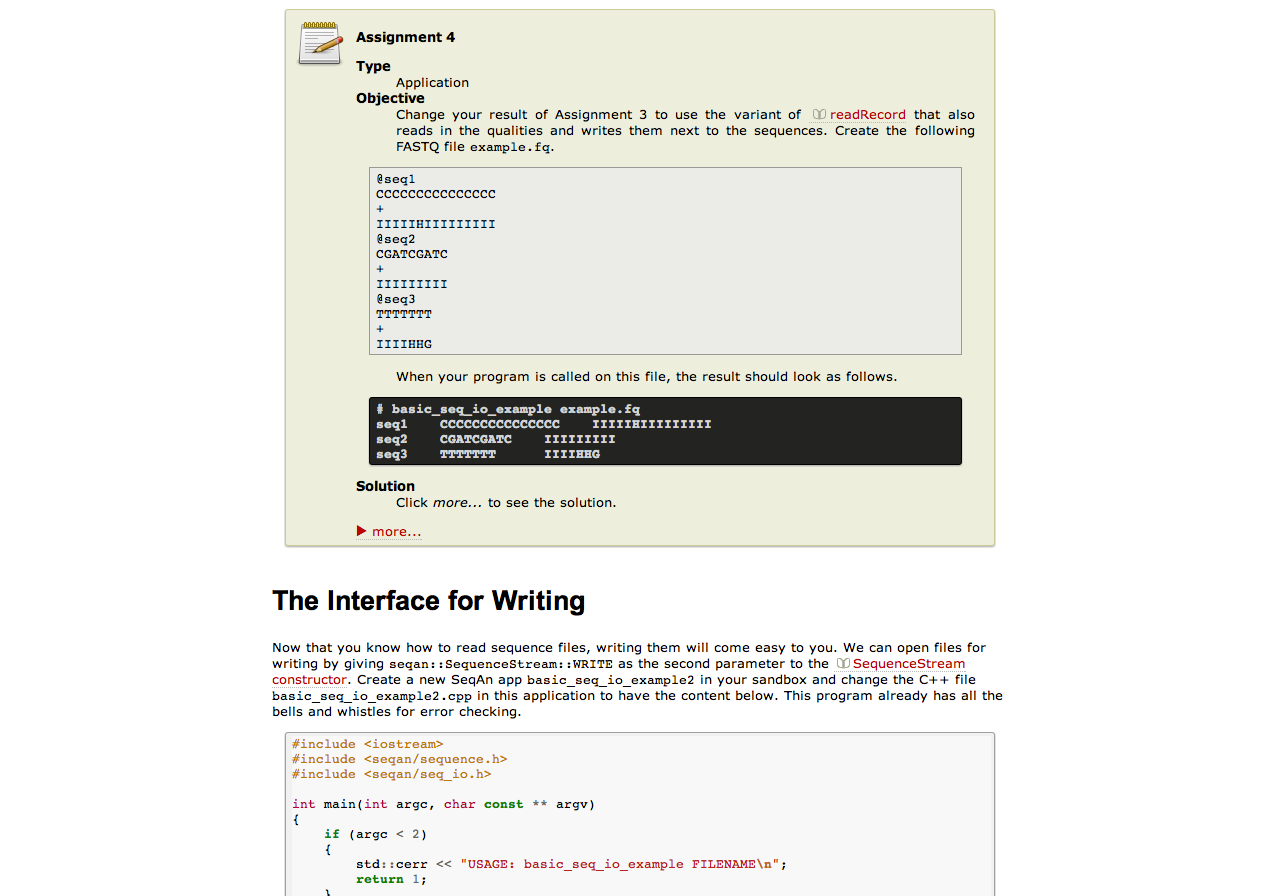 Assignment 4
Type
Application
Objective
Change your result of Assignment 3 to use the variant of readRecord that also
reads in the qualities and writes them next to the sequences. Create the following
FASTQ file example.fq.
@seq1
CCCCCCCCCCCCCCC
+
IIIIIHIIIIIIIII
@seq2
CGATCGATC
+
IIIIIIIII
@seq3
TTTTTTT
+
IIIIHHG
When your program is called on this file, the result should look as follows.
# basic_seq_io_example example.fq
seq1    CCCCCCCCCCCCCCC    IIIIIHIIIIIIIII
seq2    CGATCGATC    IIIIIIIII
seq3    TTTTTTT      IIIIHHG
Solution
Click more... to see the solution.
more...
The Interface for Writing
Now that you know how to read sequence files, writing them will come easy to you. We can open files for
writing by giving seqan::SequenceStream::WRITE as the second parameter to the SequenceStream
constructor. Create a new SeqAn app basic_seq_io_example2 in your sandbox and change the C++ file
basic_seq_io_example2.cpp in this application to have the content below. This program already has all the
bells and whistles for error checking.
#include <iostream>
#include <seqan/sequence.h>
#include <seqan/seq_io.h>
int main(int argc, char const ** argv)
{
    if (argc < 2)
    {
        std::cerr << "USAGE: basic_seq_io_example FILENAME\n";
        return 1;
    }